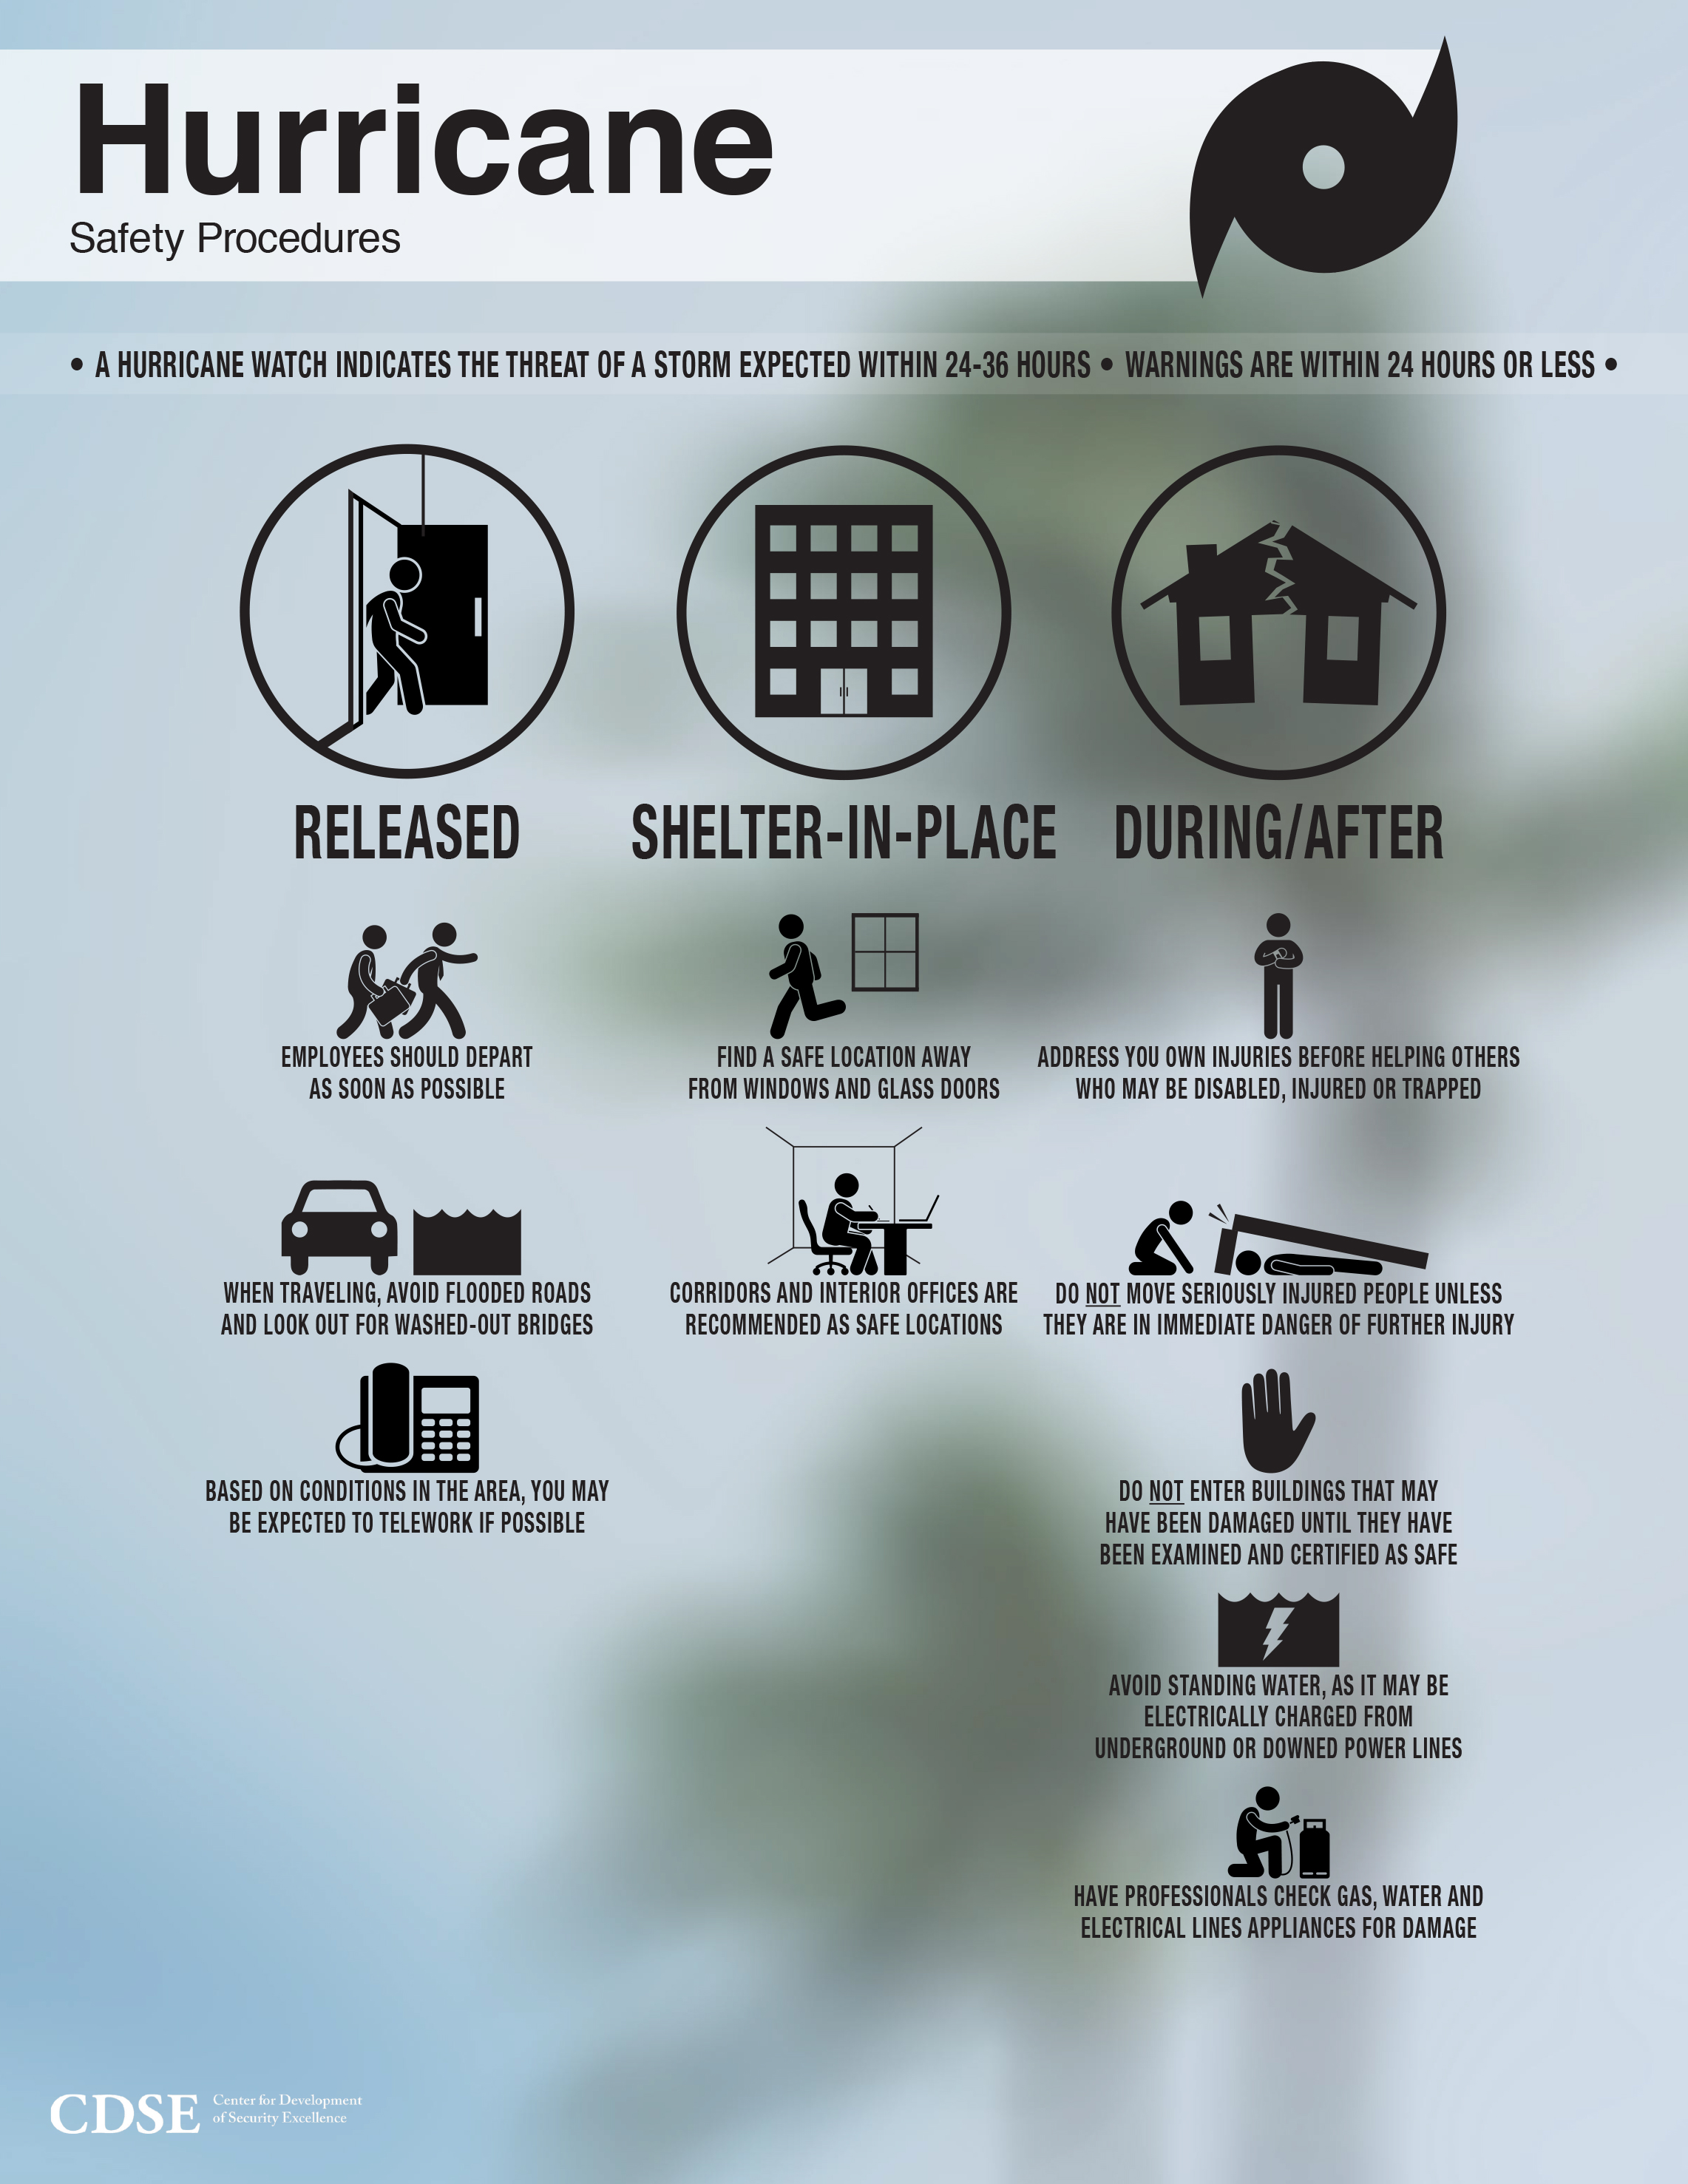 Hurricane
Safety Procedures
• A HURRICANE WATCH INDICATES THE THREAT OF A STORM EXPECTED WITHIN 24-36 HOURS • WARNINGS ARE WITHIN 24 HOURS OR LESS •
RELEASED
EMPLOYEES SHOULD DEPART
AS SOON AS POSSIBLE
WHEN TRAVELING, AVOID FLOODED ROADS
AND LOOK OUT FOR WASHED-OUT BRIDGES
BASED ON CONDITIONS IN THE AREA, YOU MAY
BE EXPECTED TO TELEWORK IF POSSIBLE
SHELTER-IN-PLACE
FIND A SAFE LOCATION AWAY
FROM WINDOWS AND GLASS DOORS
CORRIDORS AND INTERIOR OFFICES ARE
RECOMMENDED AS SAFE LOCATIONS
DURING/AFTER
ADDRESS YOU OWN INJURIES BEFORE HELPING OTHERS
WHO MAY BE DISABLED, INJURED OR TRAPPED
DO NOT MOVE SERIOUSLY INJURED PEOPLE UNLESS
THEY ARE IN IMMEDIATE DANGER OF FURTHER INJURY
DO NOT ENTER BUILDINGS THAT MAY
HAVE BEEN DAMAGED UNTIL THEY HAVE
BEEN EXAMINED AND CERTIFIED AS SAFE
AVOID STANDING WATER, AS IT MAY BE
ELECTRICALLY CHARGED FROM
UNDERGROUND OR DOWNED POWER LINES
HAVE PROFESSIONALS CHECK GAS, WATER AND
ELECTRICAL LINES APPLIANCES FOR DAMAGE
CDSE
Center for Development
of Security Excellence